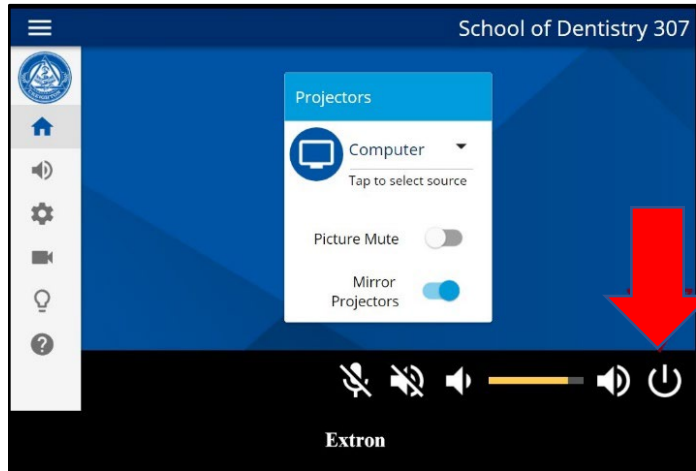 School of Dentistry 307
Projectors
Computer
Tap to select source
Picture Mute
Mirror
Projectors
Extron